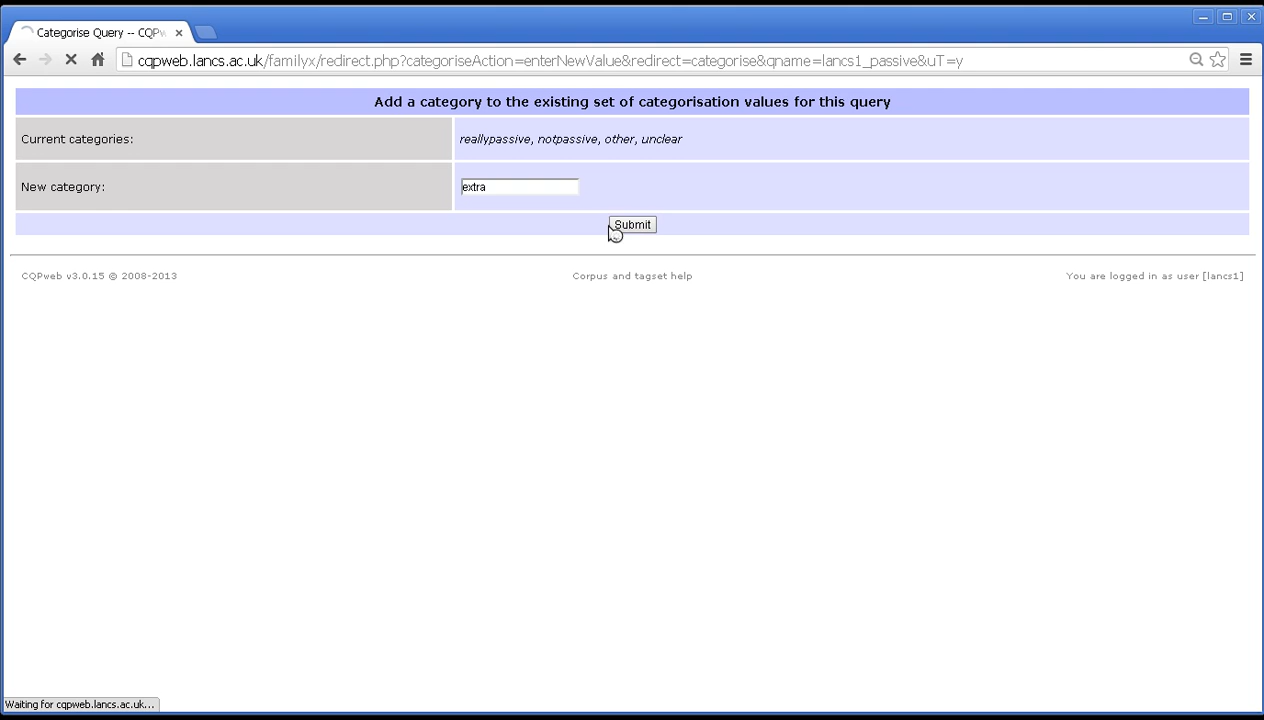 Categorise Query -- CQPw
cqpweb.lancs.ac.uk/familyx/redirect.php?categoriseAction=enterNewValue&redirect=categorise&qname=lancs1_passive&uT=y
Add a category to the existing set of categorisation values for this query
Current categories:
reallypassive, notpassive, other, unclear
New category:
extra
Submit
CQPweb v3.0.15 © 2008-2013
Corpus and tagset help
You are logged in as user [lancs1]
Waiting for cqpweb.lancs.ac.uk...